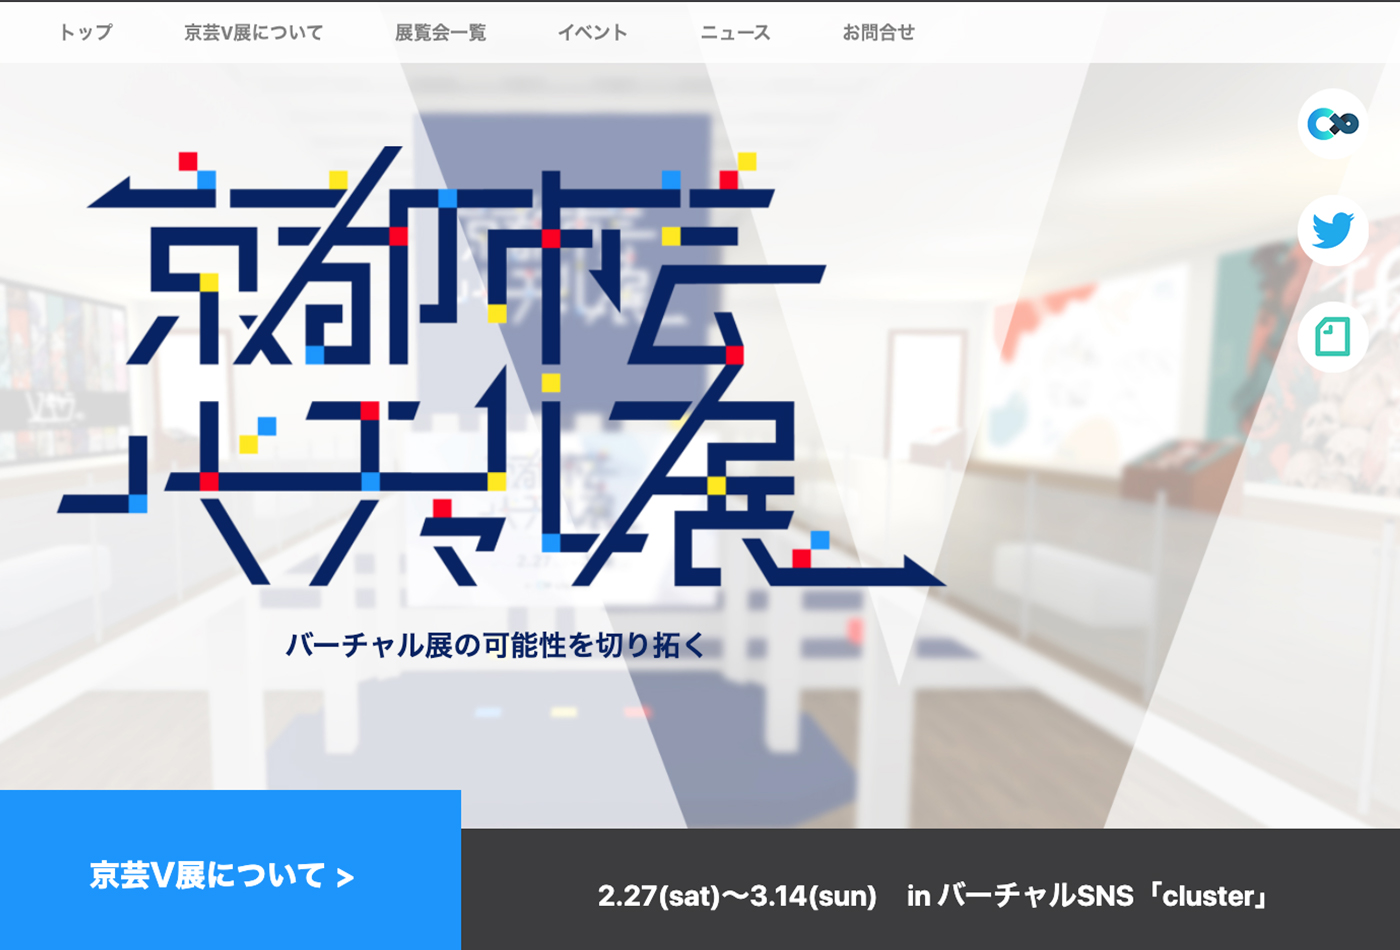 トップ
京芸V展について
展覧会一覧
イベント
ニュース
お問合せ
京都市芸
バーチャル展
バーチャル展の可能性を切り拓く
京芸V展について >
2.27(sat)〜3.14(sun) in バーチャルSNS「cluster」